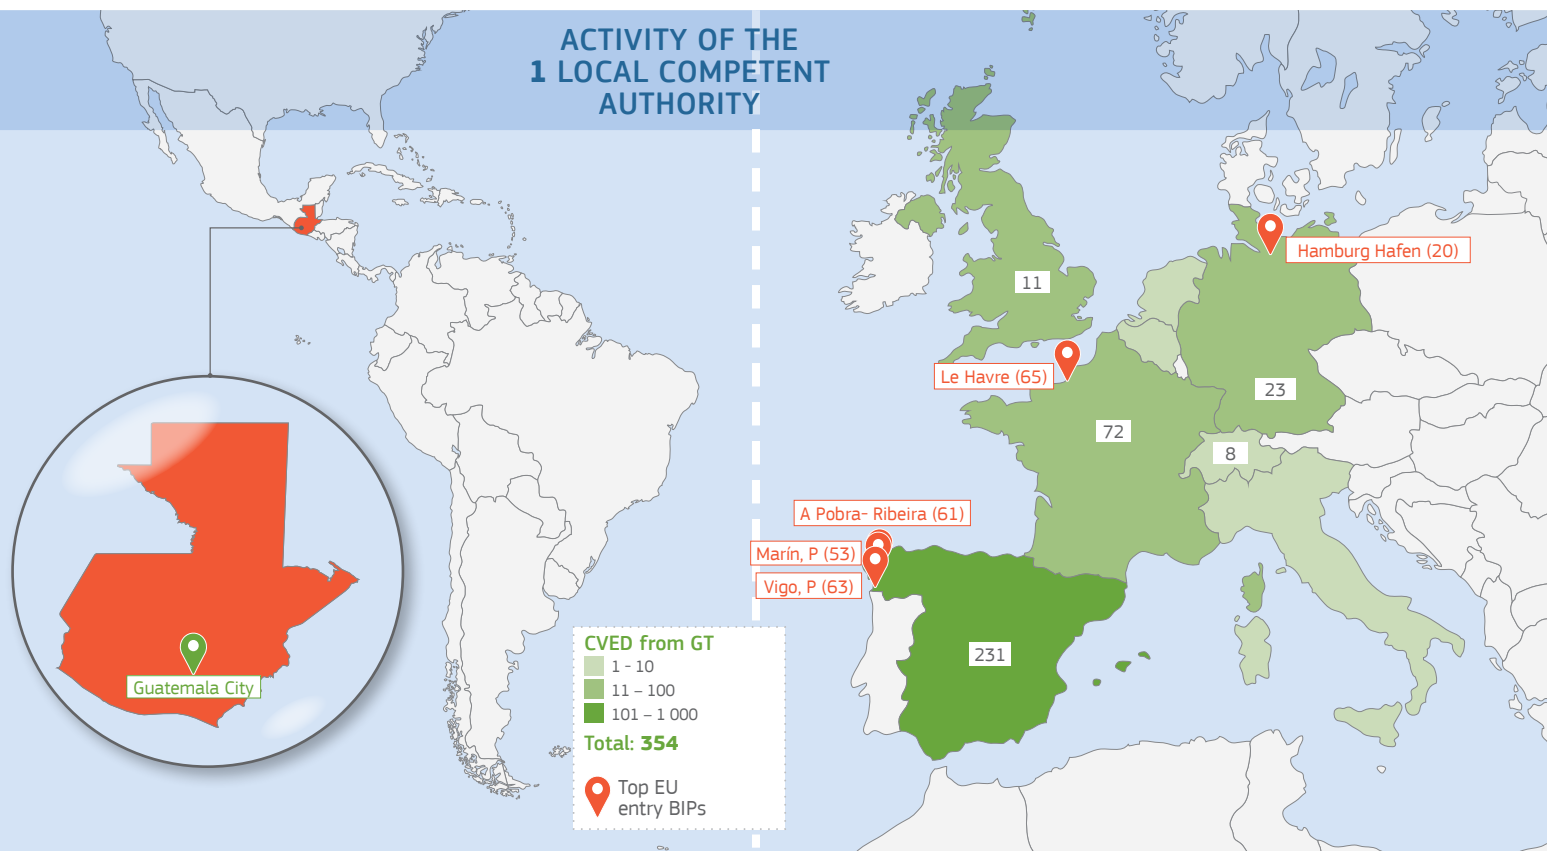 ACTIVITY OF THE
1 LOCAL COMPETENT
AUTHORITY
Hamburg Hafen (20)
11
Le Havre (65)
23
72
8
A Pobra- Ribeira (61)
Marín, P (53)
Vigo, P (63)
231
Guatemala City
CVED from GT
1 - 10
11 – 100
101 – 1 000
Total: 354
Top EU
entry BIPs